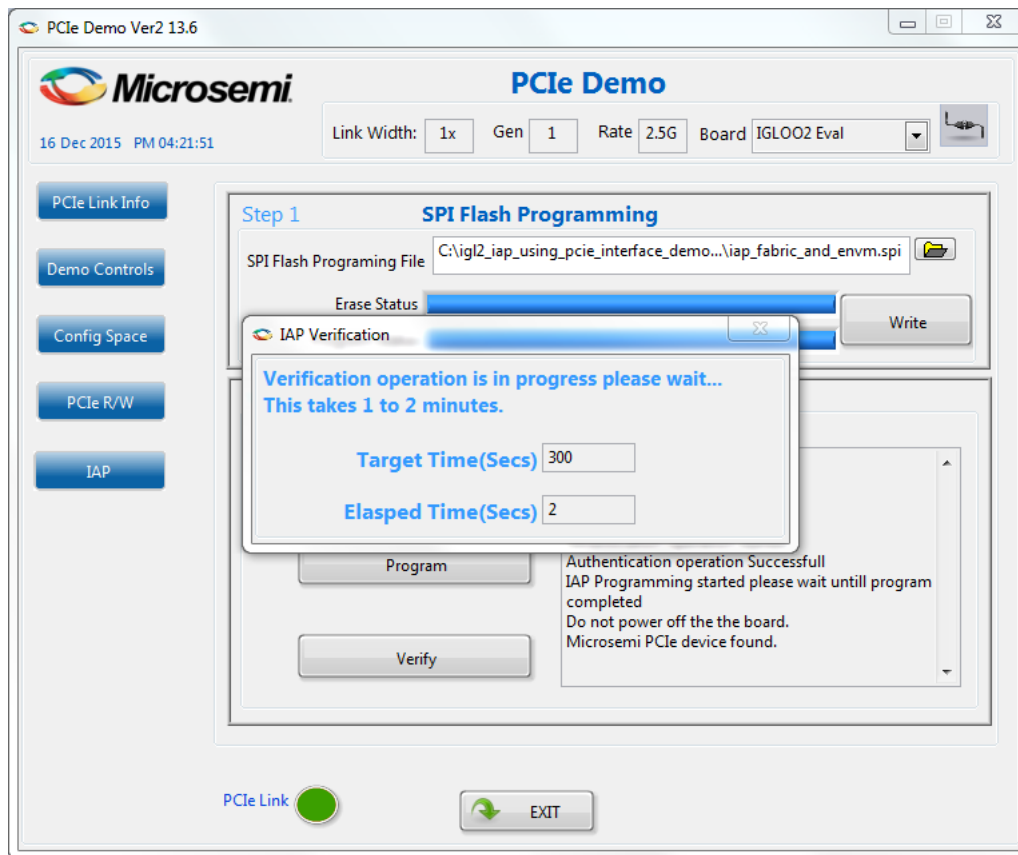 PCIe Demo Ver2 13.6
Microsemi.
PCIe Demo
16 Dec 2015 PM 04:21:51
Link Width: 1x Gen 1 Rate 2.5G Board IGLOO2 Eval
PCIe Link Info
Demo Controls
Config Space
PCIe R/W
IAP
Step 1 SPI Flash Programming
SPI Flash Programing File C:\igl2_iap_using_pcie_interface_demo...\iap_fabric_and_envm.spi
Erase Status
Write
IAP Verification
Verification operation is in progress please wait...
This takes 1 to 2 minutes.
Target Time(Secs) 300
Elasped Time(Secs) 2
Program
Verify
Authentication operation Successfull
IAP Programming started please wait untill program
completed
Do not power off the the board.
Microsemi PCIe device found.
PCIe Link
EXIT